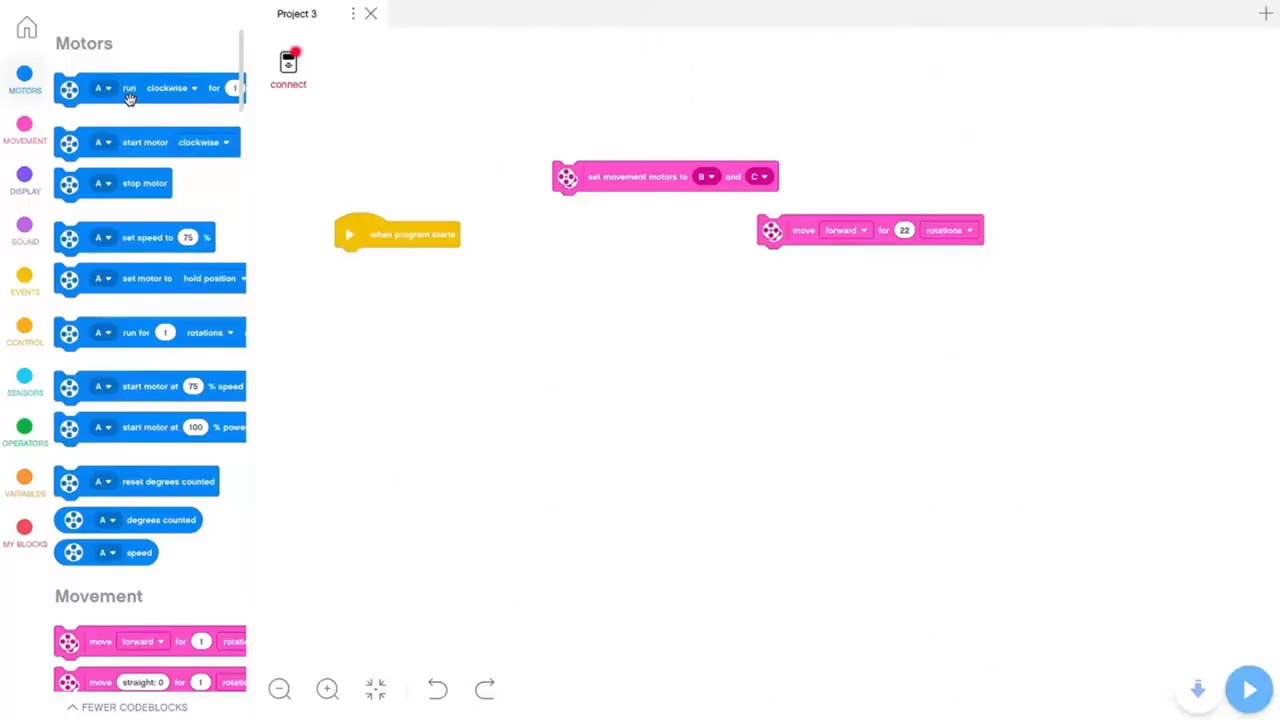 Project 3
connect
Motors
MOTORS
MOVEMENT
DISPLAY
SOUND
EVENTS
CONTROL
SENSORS
OPERATORS
VARIABLES
MY BLOCKS
A run clockwise for 1
A start motor clockwise
A stop motor
A set speed to 75 %
A set motor to hold position
A run for 1 rotations
A start motor at 75 % speed
A start motor at 100 % powe
A reset degrees counted
A degrees counted
A speed
Movement
move forward for 1 rotati
move straight: 0 for 1 rotati
FEWER CODEBLOCKS
set movement motors to B and C
when program starts
move forward for 22 rotations